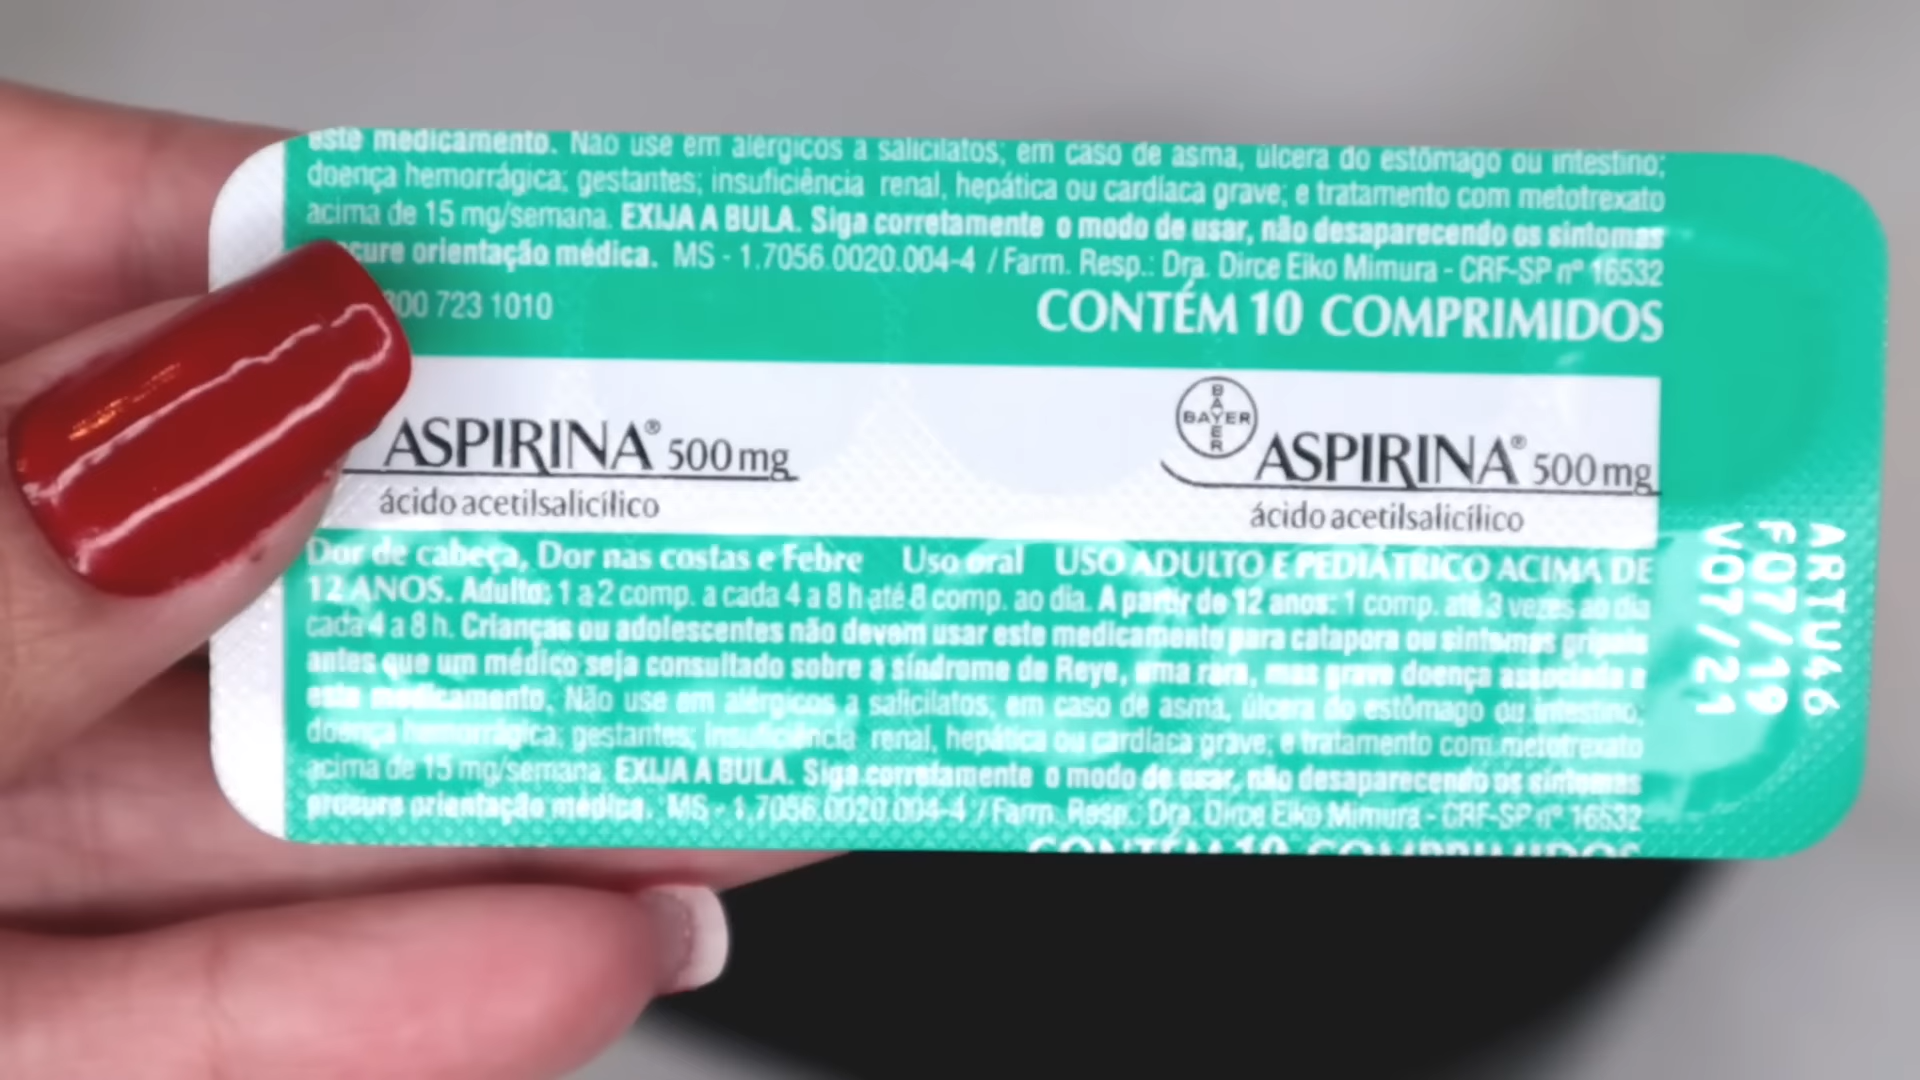 este medicamento. Não use em alérgicos a salicilatos; em caso de asma, úlcera do estômago ou intestino;
doença hemorrágica; gestantes; insuficiência renal, hepática ou cardíaca grave; e tratamento com metotrexato
acima de 15 mg/semana. EXIJA A BULA. Siga corretamente o modo de usar, não desaparecendo os sintomas
cure orientação médica. MS - 1.7056.0020.004-4 / Farm. Resp.: Dra. Dirce Eiko Mimura - CRF-SP nº 16532
00 723 1010
CONTÉM 10 COMPRIMIDOS
ASPIRINA® 500 mg
ácido acetilsalicílico
BAYER
BAYER
ASPIRINA® 500 mg
ácido acetilsalicílico
Dor de cabeça, Dor nas costas e Febre Uso oral USO ADULTO E PEDIÁTRICO ACIMA DE
12 ANOS. Adulto: 1 a 2 comp. a cada 4 a 8 h até 8 comp. ao dia. A partir de 12 anos: 1 comp. até 3 vezes ao dia
cada 4 a 8 h. Crianças ou adolescentes não devem usar este medicamento para catapora ou sintomas gripais
antes que um médico seja consultado sobre a síndrome de Reye, uma rara, mas grave doença associada a
este medicamento. Não use em alérgicos a salicilatos, em caso de asma, úlcera do estômago ou intestino;
doença hemorrágica; gestantes; insuficiência renal, hepática ou cardíaca grave; e tratamento com metotrexato
acima de 15 mg/semana. EXIJA A BULA. Siga corretamente o modo de usar, não desaparecendo os sintomas
procure orientação médica. MS - 1.7056.0020.004-4 / Farm. Resp.: Dra. Dirce Eiko Mimura - CRF-SP nº 16532
CONTÉM 10 COMPRIMIDOS
ARTU46
F07/19
V07/21